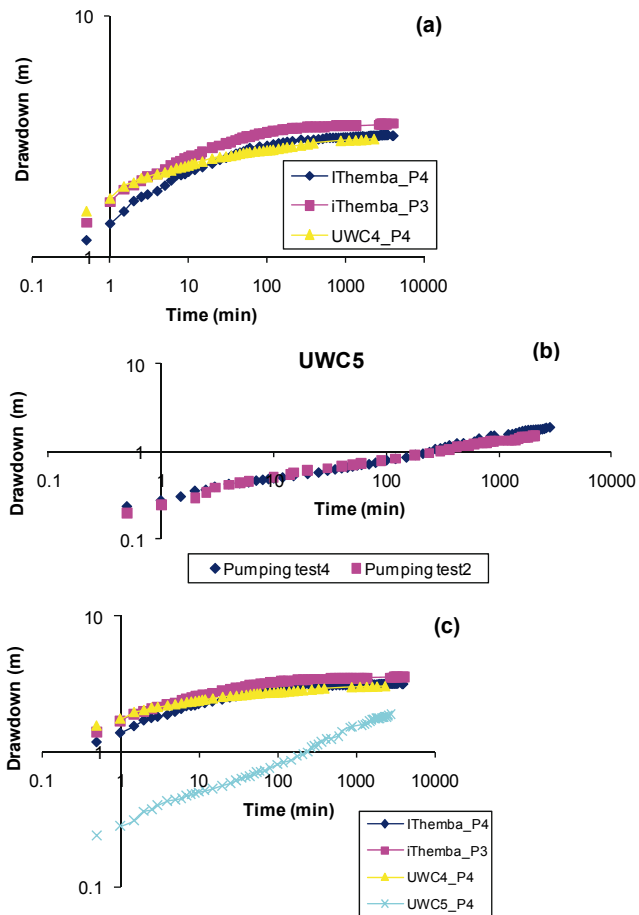 (a)
10
Drawdown (m)
IThemba_P4
iThemba_P3
UWC4_P4
1
0.1 1 10 100 1000 10000
Time (min)
UWC5
(b)
10
Drawdown (m)
1
0.1 1 10 100 1000 10000
Time (min)
0.1
Pumping test4 Pumping test2
(c)
10
Drawdown (m)
1
0.1 1 10 100 1000 10000
Time (min)
0.1
IThemba_P4
iThemba_P3
UWC4_P4
UWC5_P4